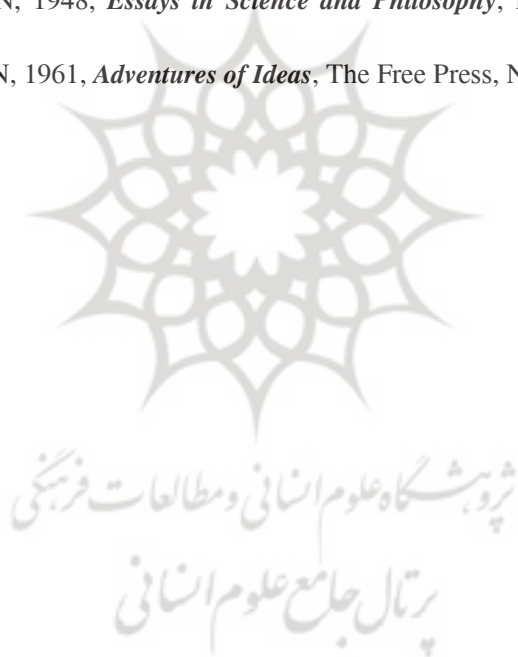 N, 1948, Essays in Science and Philosophy,
N, 1961, Adventures of Ideas, The Free Press, N
پژوهشگاه علوم انسانی و مطالعات فرهنگی
پرتال جامع علوم انسانی